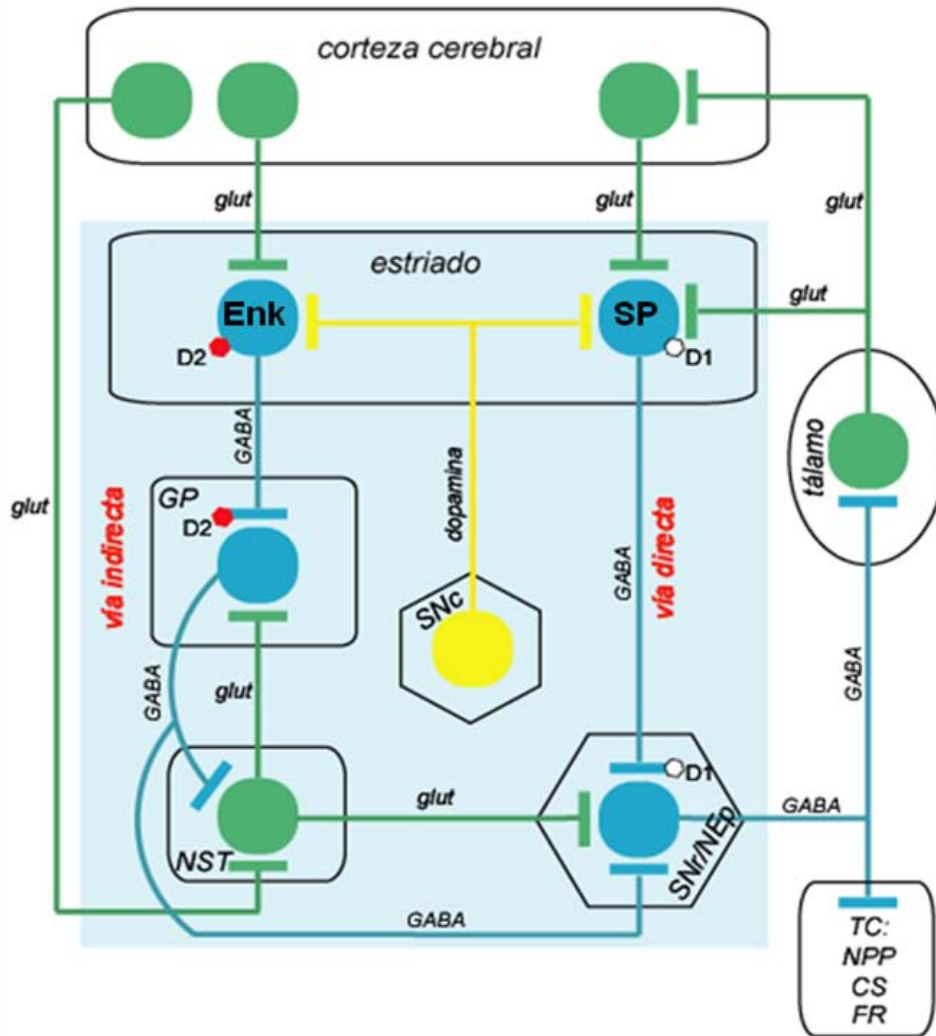 corteza cerebral
glut
glut
glut
estriado
glut
Enk
SP
D2
D1
GABA
tálamo
glut
GP
D2
vía indirecta
dopamina
GABA
vía directa
SNc
GABA
glut
GABA
D1
glut
GABA
NST
SNr/NEp
GABA
TC:
NPP
CS
FR